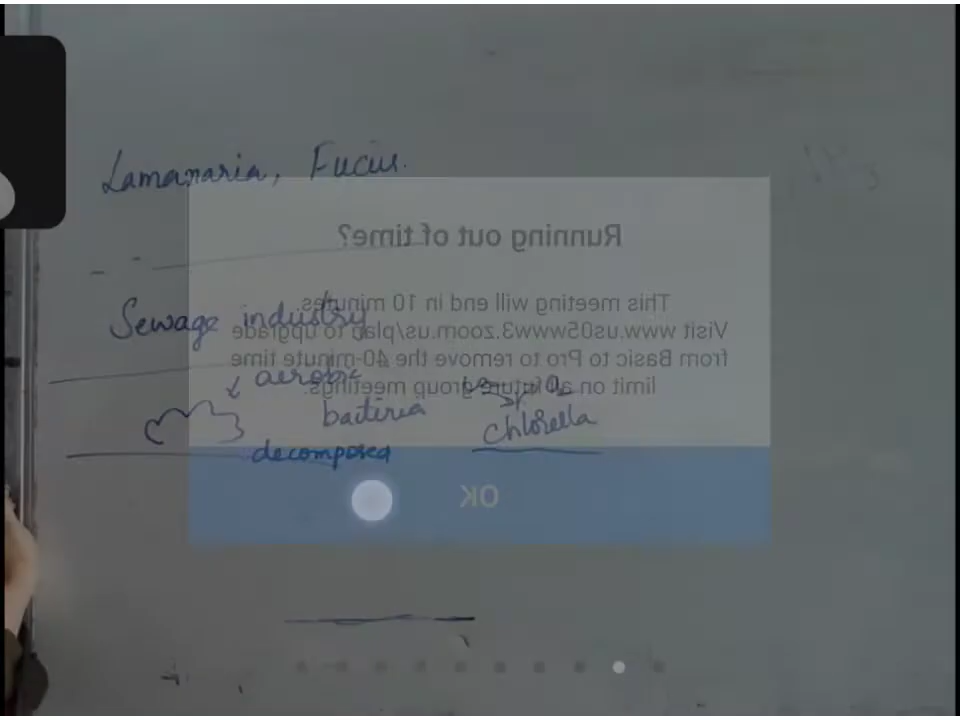 Lamanaria, Fucus.
Running out of time?
This meeting will end in 10 minutes.
Sewage industry
Visit www.us05www3.zoom.us/plan to upgrade
from Basic to Pro to remove the 40-minute time
limit on all future group meetings.
aerobic
O2
bacteria
chlorella
decomposed
OK